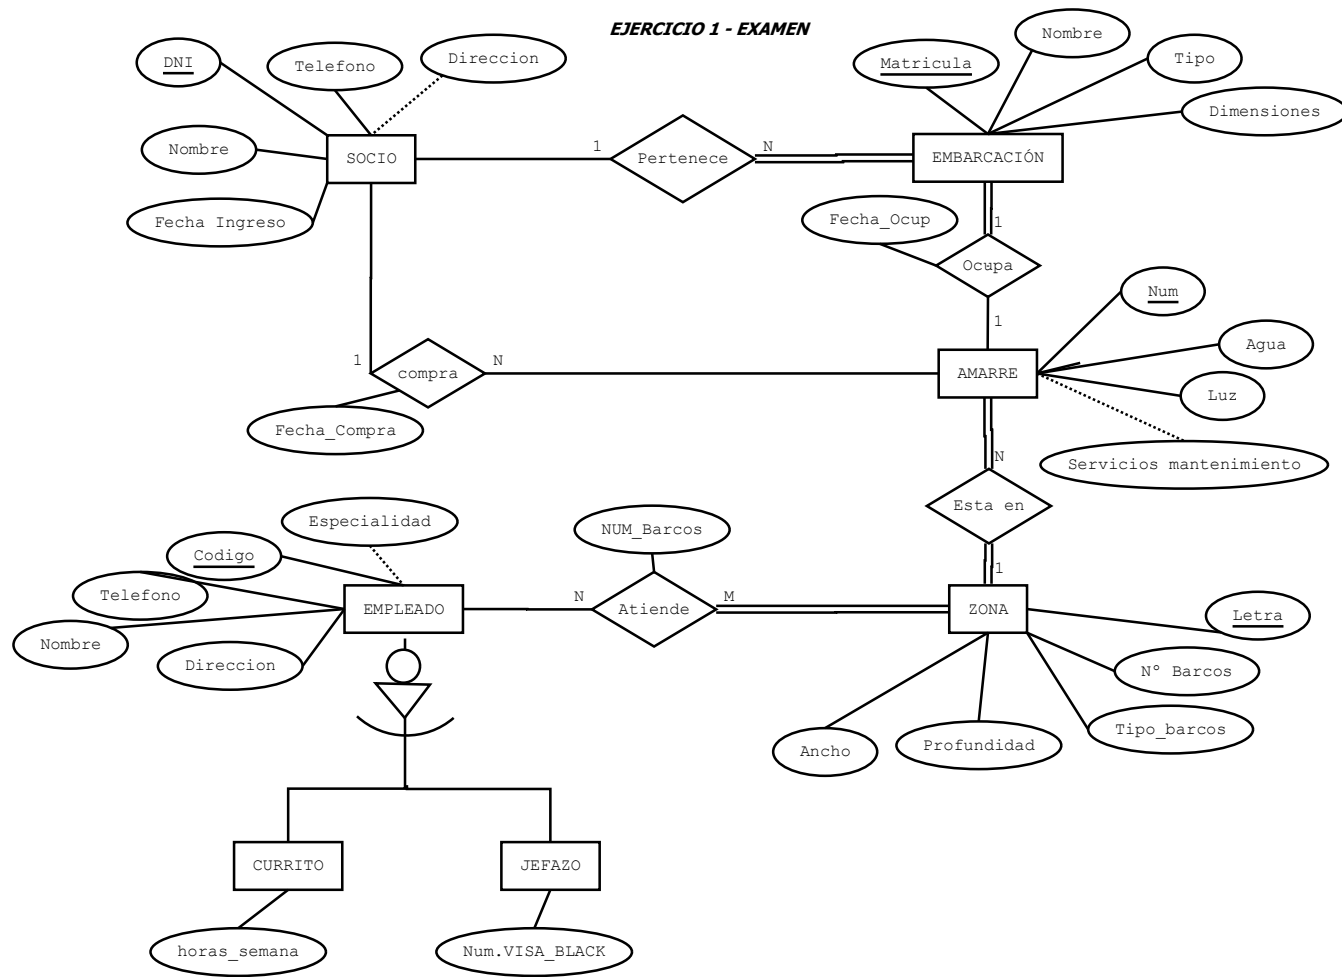 EJERCICIO 1 - EXAMEN
DNI
Telefono
Direccion
Nombre
Fecha Ingreso
SOCIO
1
Pertenece
N
Matricula
Nombre
Tipo
Dimensiones
EMBARCACIÓN
1
Fecha_Ocup
Ocupa
1
Num
Agua
Luz
Servicios mantenimiento
AMARRE
1
compra
N
Fecha_Compra
N
Esta en
1
Especialidad
Codigo
Telefono
Nombre
Direccion
EMPLEADO
N
NUM_Barcos
Atiende
M
ZONA
Letra
Nº Barcos
Tipo_barcos
Profundidad
Ancho
CURRITO
JEFAZO
horas_semana
Num.VISA_BLACK